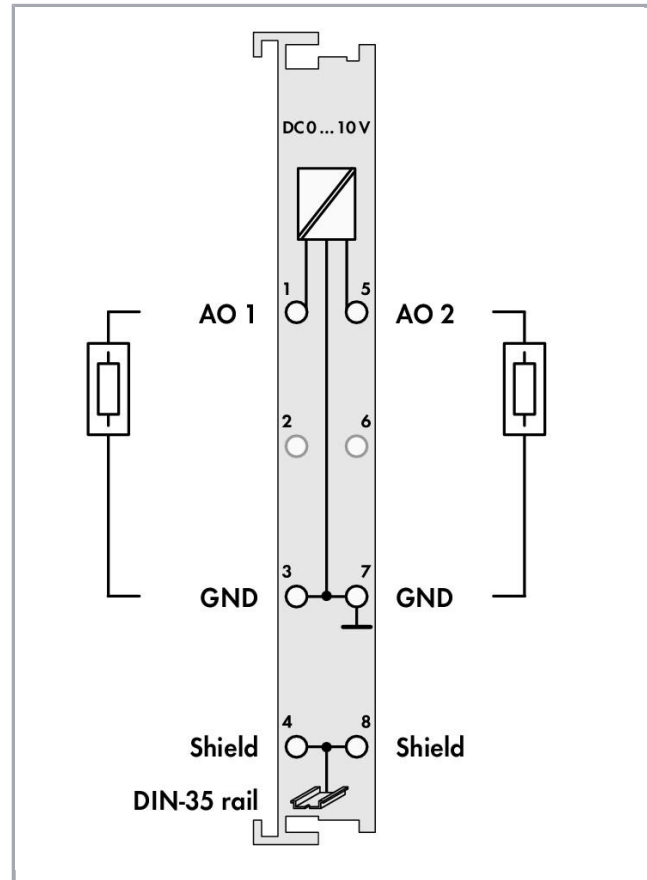 DC 0 ... 10 V
1 5
AO 1 AO 2
2 6
3 7
GND GND
4 8
Shield Shield
DIN-35 rail